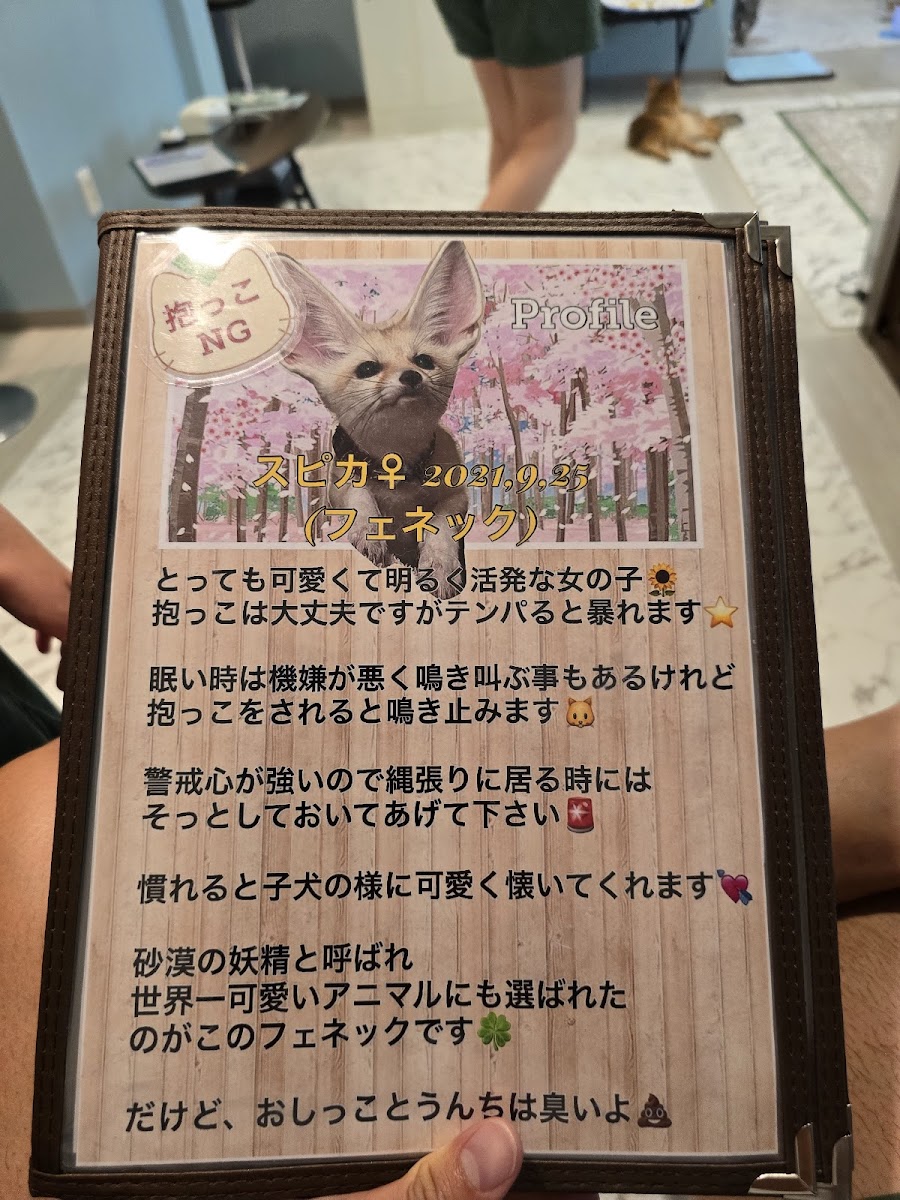 抱っこ
NG
Profile
スピカ♀ 2021,9,25
(フェネック)
とっても可愛くて明るく活発な女の子🌻
抱っこは大丈夫ですがテンパると暴れます⭐
眠い時は機嫌が悪く鳴き叫ぶ事もあるけれど
抱っこをされると鳴き止みます🐱
警戒心が強いので縄張りに居る時には
そっとしておいてあげて下さい🚨
慣れると子犬の様に可愛く懐いてくれます💘
砂漠の妖精と呼ばれ
世界一可愛いアニマルにも選ばれた
のがこのフェネックです🍀
だけど、おしっことうんちは臭いよ💩